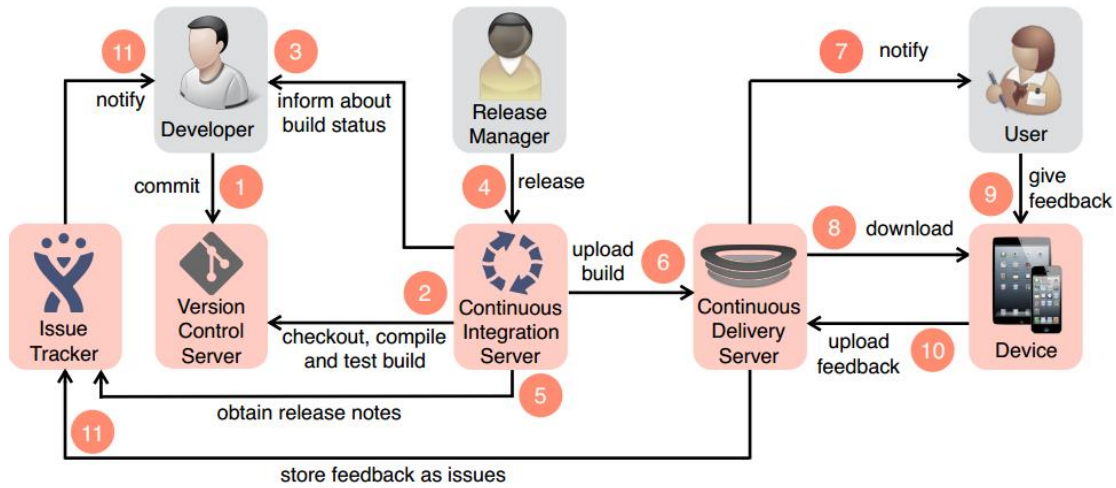 11
notify
Developer
3
inform about
build status
Release
Manager
7
notify
User
commit
1
4
release
9
give
feedback
Issue
Tracker
Version
Control
Server
2
checkout, compile
and test build
Continuous
Integration
Server
upload
build
6
Continuous
Delivery
Server
8
download
upload
feedback
10
Device
5
obtain release notes
11
store feedback as issues